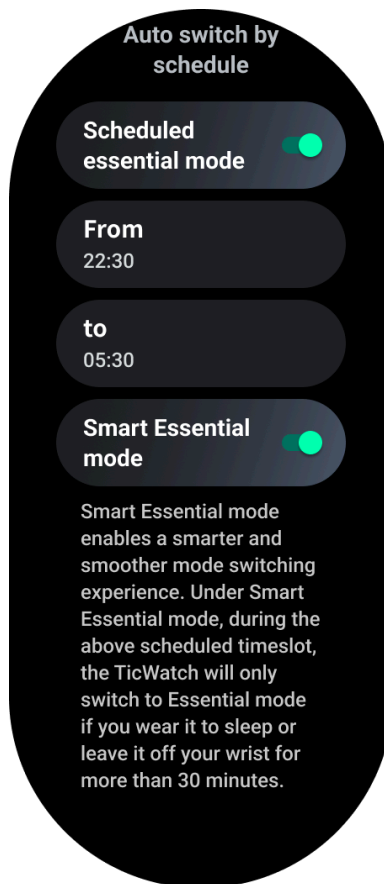 Auto switch by
schedule
Scheduled
essential mode
From
22:30
to
05:30
Smart Essential
mode
Smart Essential mode
enables a smarter and
smoother mode switching
experience. Under Smart
Essential mode, during the
above scheduled timeslot,
the TicWatch will only
switch to Essential mode
if you wear it to sleep or
leave it off your wrist for
more than 30 minutes.